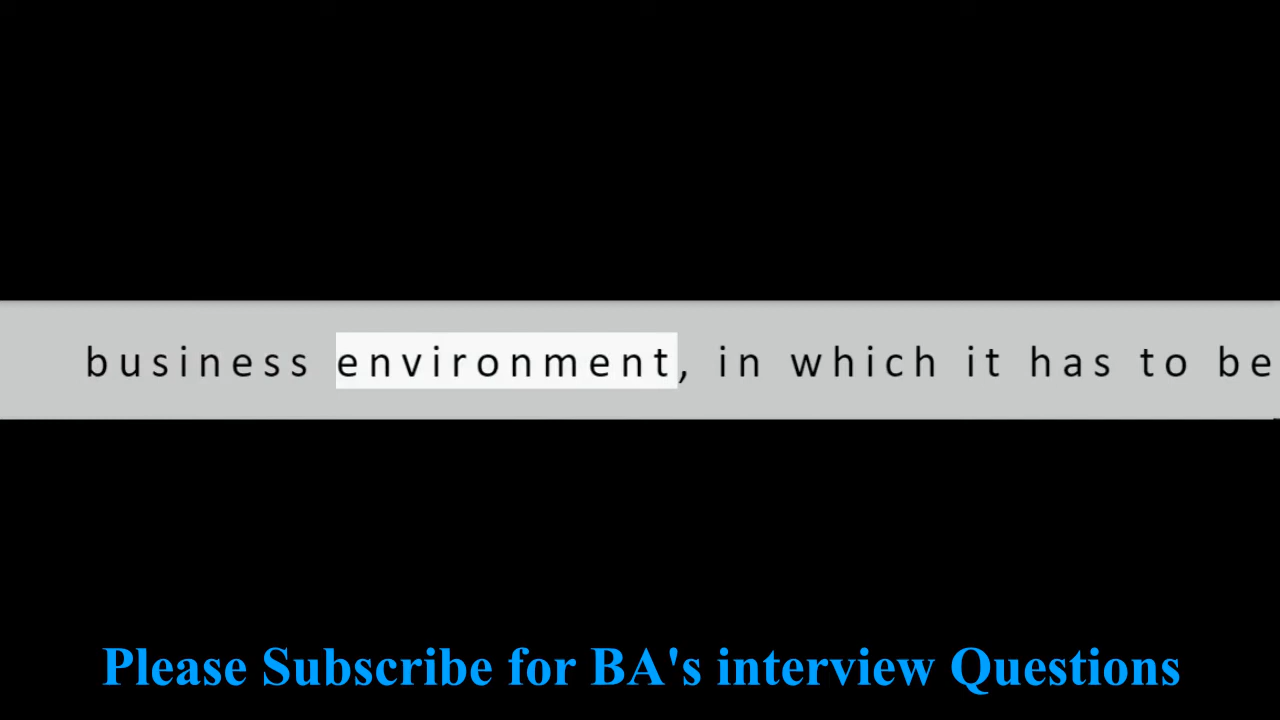 business environment, in which it has to be
Please Subscribe for BA's interview Questions